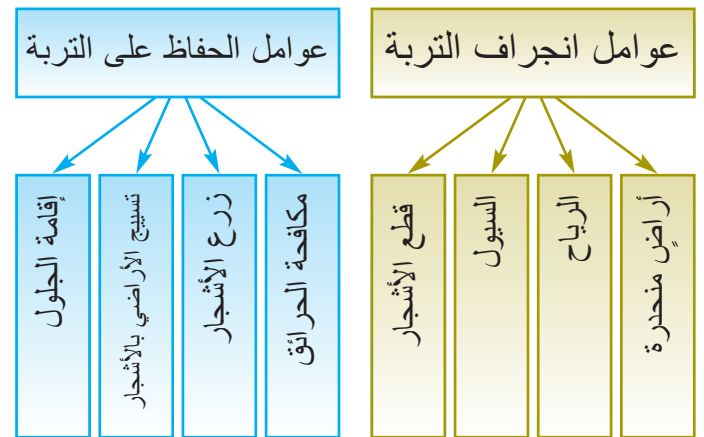 عوامل انجراف التربة
أراضٍ منحدرة
الرياح
السيول
قطع الأشجار
عوامل الحفاظ على التربة
مكافحة الحرائق
زرع الأشجار
تسييج الأراضي بالأشجار
إقامة الجلول